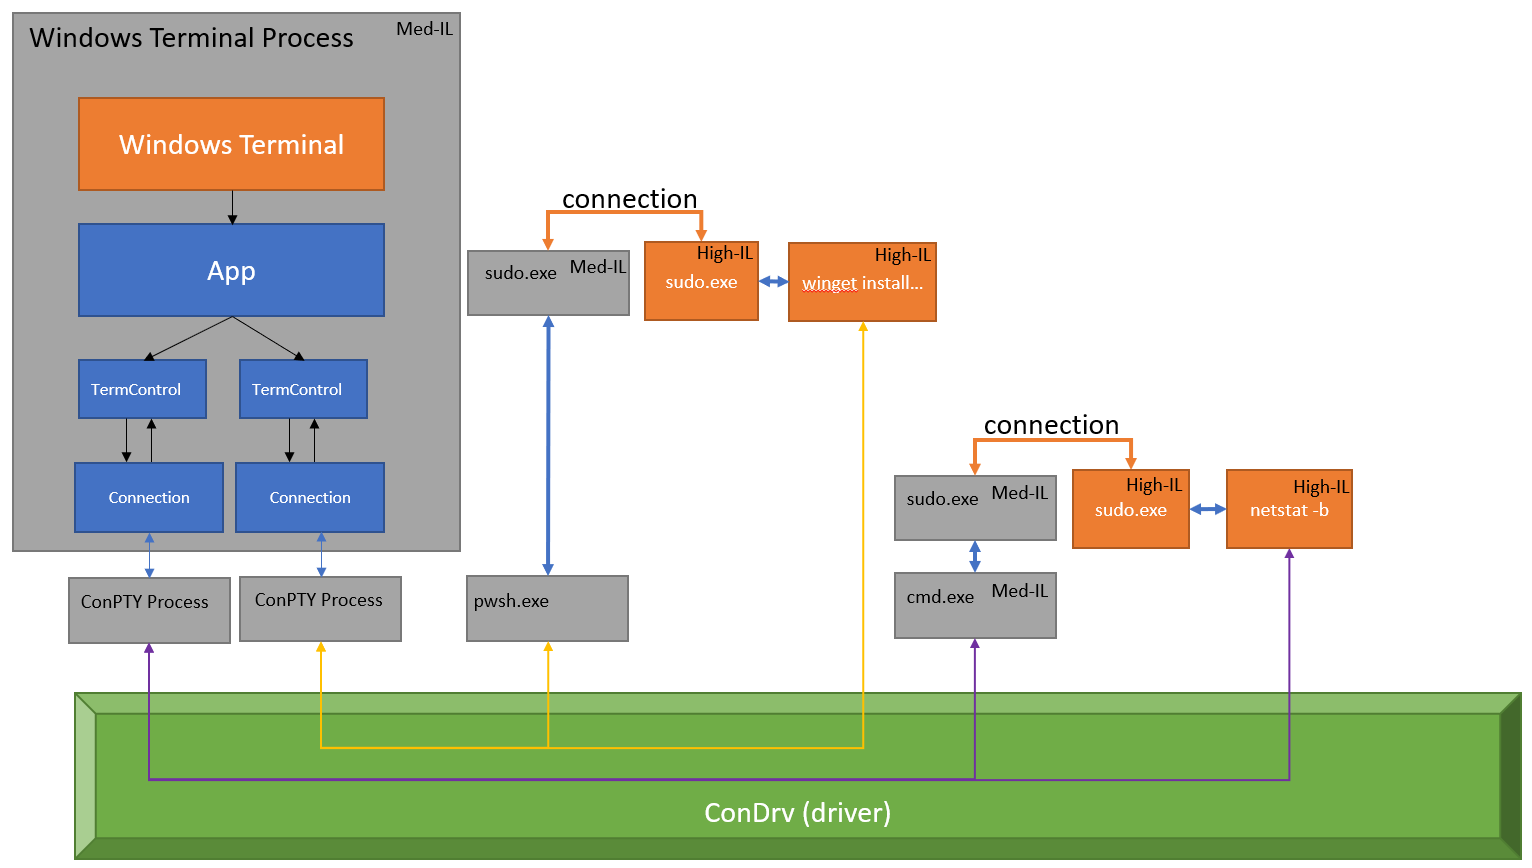 Windows Terminal Process
Med-IL
Windows Terminal
App
TermControl
TermControl
Connection
Connection
ConPTY Process
ConPTY Process
connection
sudo.exe
Med-IL
High-IL
sudo.exe
High-IL
winget install...
pwsh.exe
connection
sudo.exe
Med-IL
High-IL
sudo.exe
High-IL
netstat -b
cmd.exe
Med-IL
ConDrv (driver)